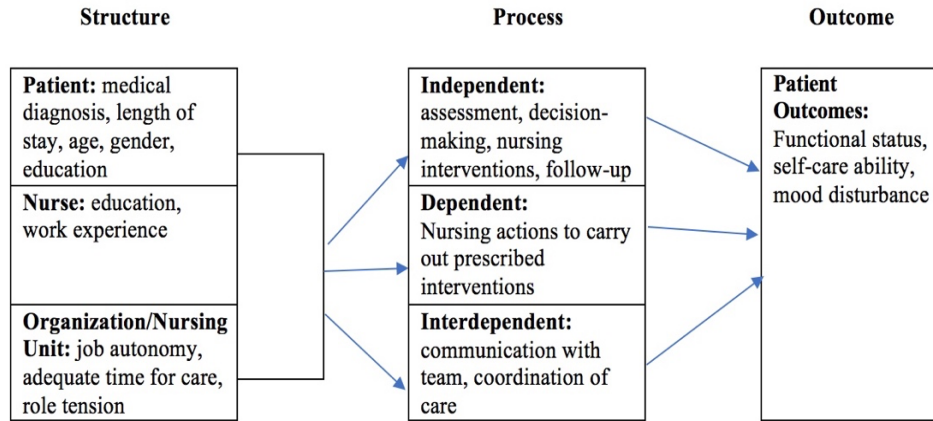 Structure
Process
Outcome
Patient: medical
diagnosis, length of
stay, age, gender,
education
Nurse: education,
work experience
Organization/Nursing
Unit: job autonomy,
adequate time for care,
role tension
Independent:
assessment, decision-
making, nursing
interventions, follow-up
Dependent:
Nursing actions to carry
out prescribed
interventions
Interdependent:
communication with
team, coordination of
care
Patient
Outcomes:
Functional status,
self-care ability,
mood disturbance